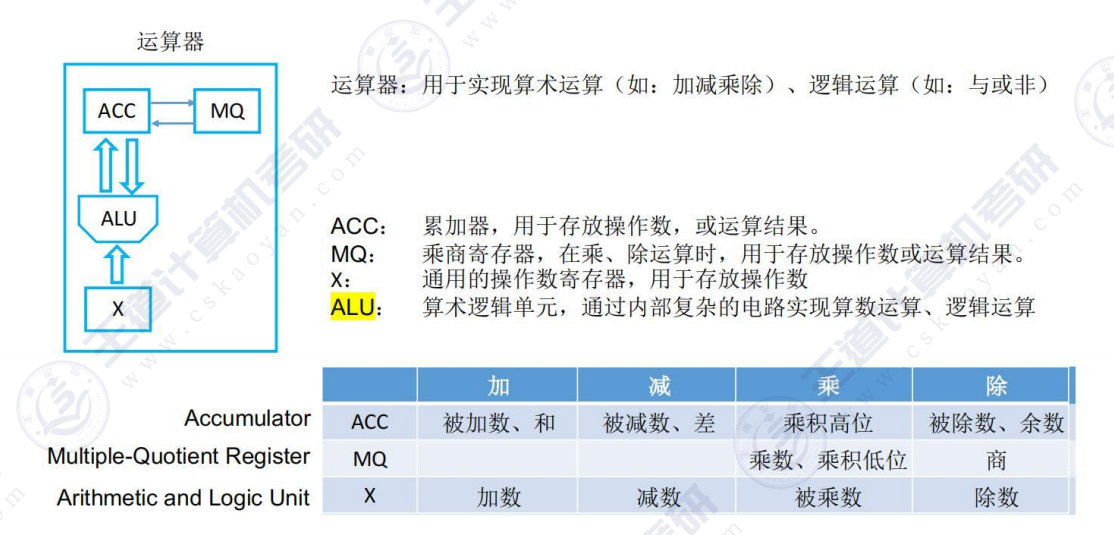 运算器
ACC
MQ
ALU
X
运算器：用于实现算术运算（如：加减乘除）、逻辑运算（如：与或非）
ACC： 累加器，用于存放操作数，或运算结果。
MQ： 乘商寄存器，在乘、除运算时，用于存放操作数或运算结果。
X： 通用的操作数寄存器，用于存放操作数
ALU： 算术逻辑单元，通过内部复杂的电路实现算数运算、逻辑运算
加 减 乘 除
Accumulator ACC 被加数、和 被减数、差 乘积高位 被除数、余数
Multiple-Quotient Register MQ 乘数、乘积低位 商
Arithmetic and Logic Unit X 加数 减数 被乘数 除数
王道计算机考研
www.cskaoyan.com